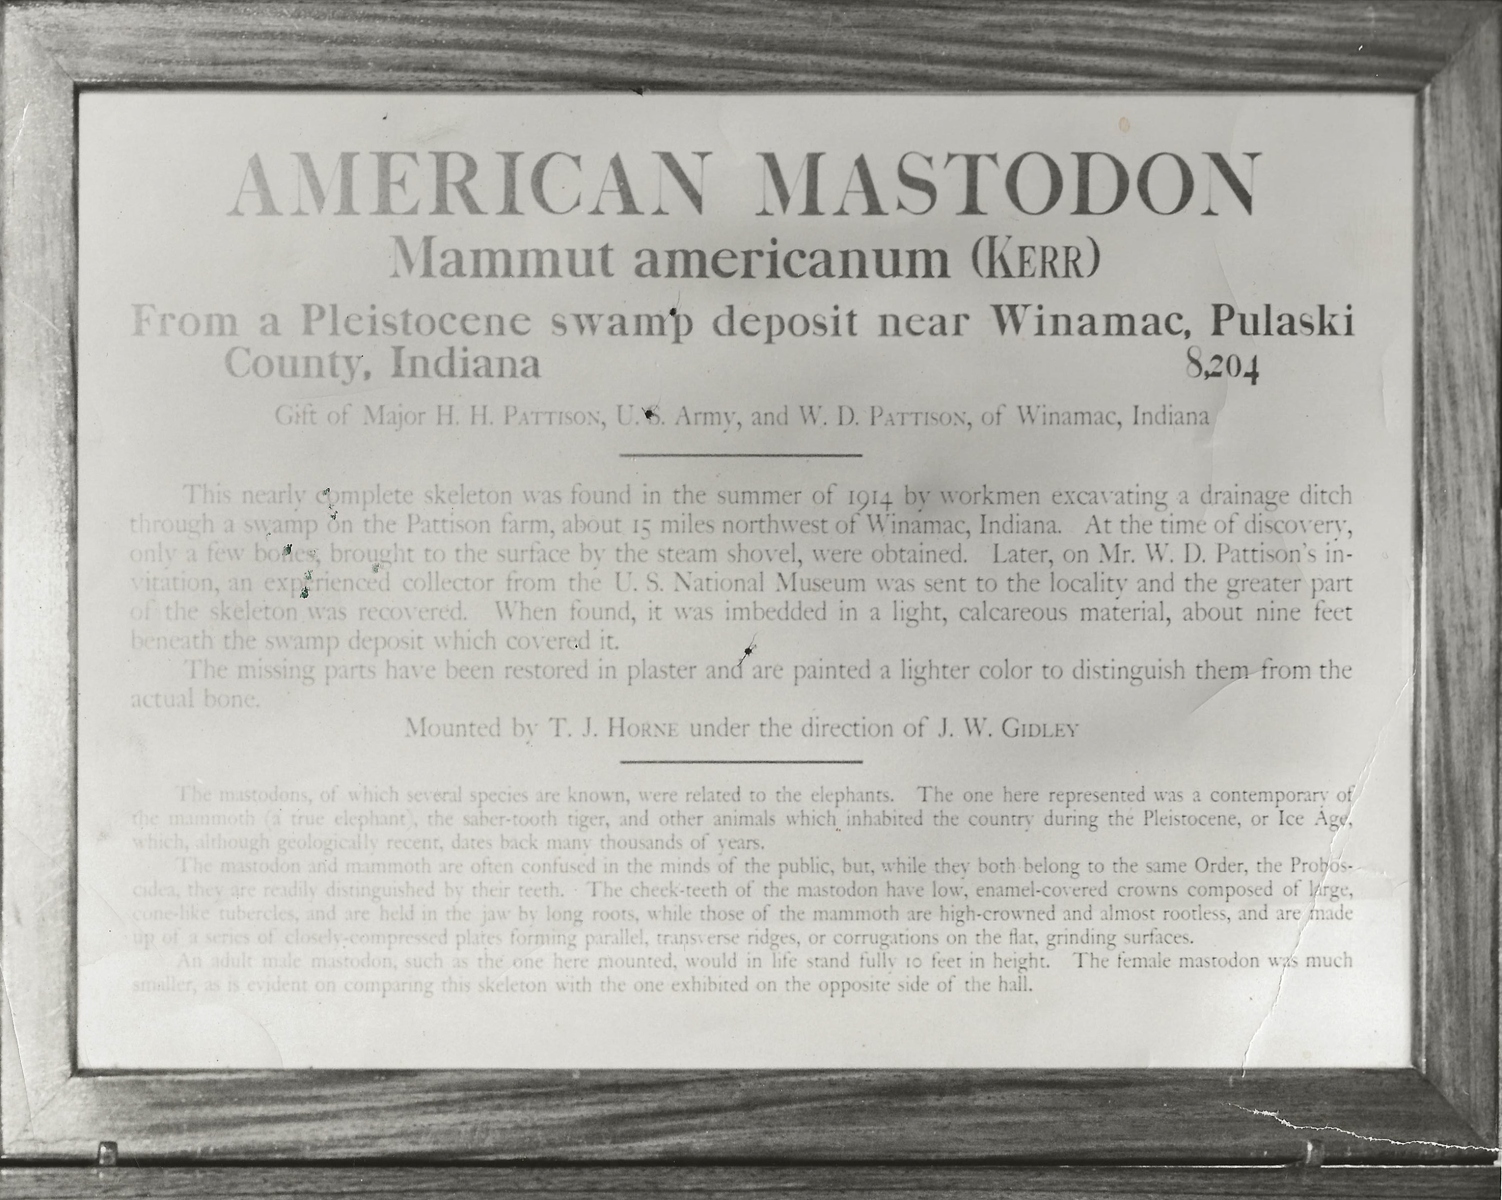 AMERICAN MASTODON
Mammut americanum (KERR)
From a Pleistocene swamp deposit near Winamac, Pulaski
County, Indiana 8,204
Gift of Major H. H. PATTISON, U. S. Army, and W. D. PATTISON, of Winamac, Indiana
This nearly complete skeleton was found in the summer of 1914 by workmen excavating a drainage ditch
through a swamp on the Pattison farm, about 15 miles northwest of Winamac, Indiana. At the time of discovery,
only a few bones, brought to the surface by the steam shovel, were obtained. Later, on Mr. W. D. Pattison's in-
vitation, an experienced collector from the U. S. National Museum was sent to the locality and the greater part
of the skeleton was recovered. When found, it was imbedded in a light, calcareous material, about nine feet
beneath the swamp deposit which covered it.
The missing parts have been restored in plaster and are painted a lighter color to distinguish them from the
actual bone.
Mounted by T. J. HORNE under the direction of J. W. GIDLEY
The mastodons, of which several species are known, were related to the elephants. The one here represented was a contemporary of
the mammoth (a true elephant), the saber-tooth tiger, and other animals which inhabited the country during the Pleistocene, or Ice Age,
which, although geologically recent, dates back many thousands of years.
The mastodon and mammoth are often confused in the minds of the public, but, while they both belong to the same Order, the Probos-
cidea, they are readily distinguished by their teeth. The cheek-teeth of the mastodon have low, enamel-covered crowns composed of large,
cone-like tubercles, and are held in the jaw by long roots, while those of the mammoth are high-crowned and almost rootless, and are made
up of a series of closely-compressed plates forming parallel, transverse ridges, or corrugations on the flat, grinding surfaces.
An adult male mastodon, such as the one here mounted, would in life stand fully 10 feet in height. The female mastodon was much
smaller, as is evident on comparing this skeleton with the one exhibited on the opposite side of the hall.